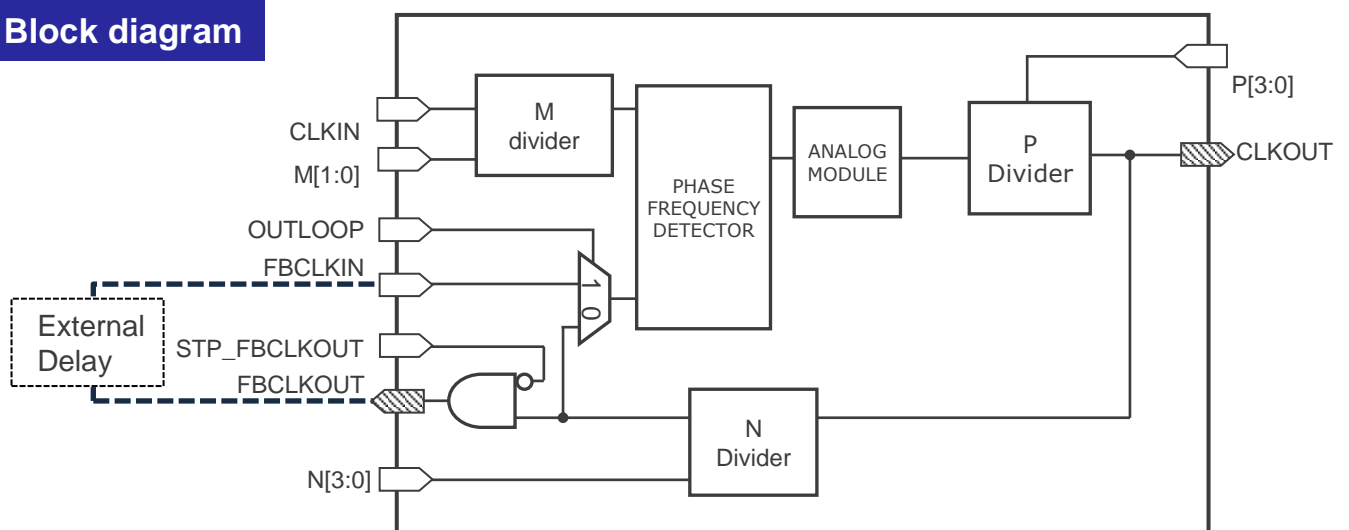 Block diagram
CLKIN
M[1:0]
M
divider
PHASE
FREQUENCY
DETECTOR
ANALOG
MODULE
P
Divider
P[3:0]
CLKOUT
OUTLOOP
FBCLKIN
1
0
External
Delay
STP_FBCLKOUT
FBCLKOUT
N
Divider
N[3:0]